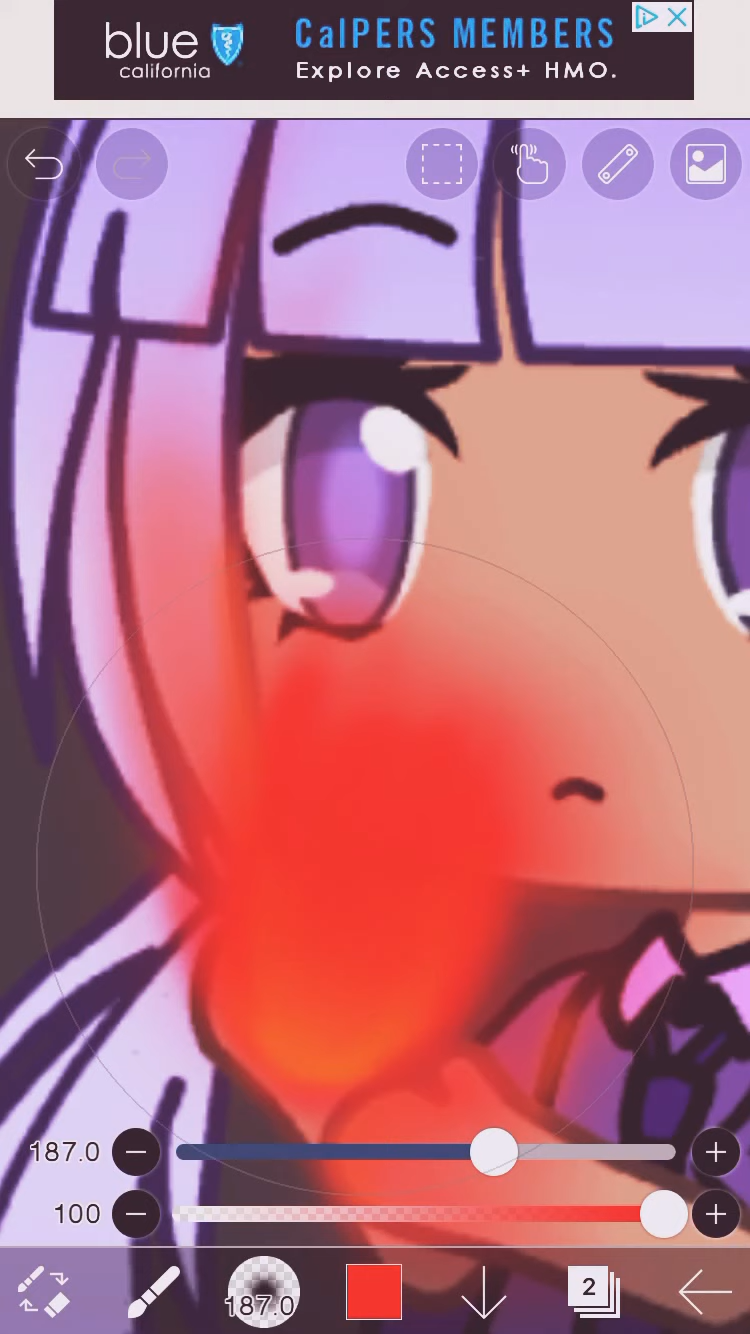 blue
california
CalPERS MEMBERS
Explore Access+ HMO.
187.0
100
187.0
2